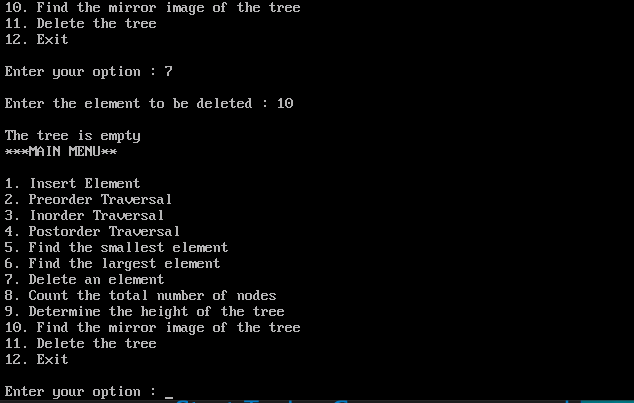 10. Find the mirror image of the tree
11. Delete the tree
12. Exit
Enter your option : 7
Enter the element to be deleted : 10
The tree is empty
***MAIN MENU**
1. Insert Element
2. Preorder Traversal
3. Inorder Traversal
4. Postorder Traversal
5. Find the smallest element
6. Find the largest element
7. Delete an element
8. Count the total number of nodes
9. Determine the height of the tree
10. Find the mirror image of the tree
11. Delete the tree
12. Exit
Enter your option : _